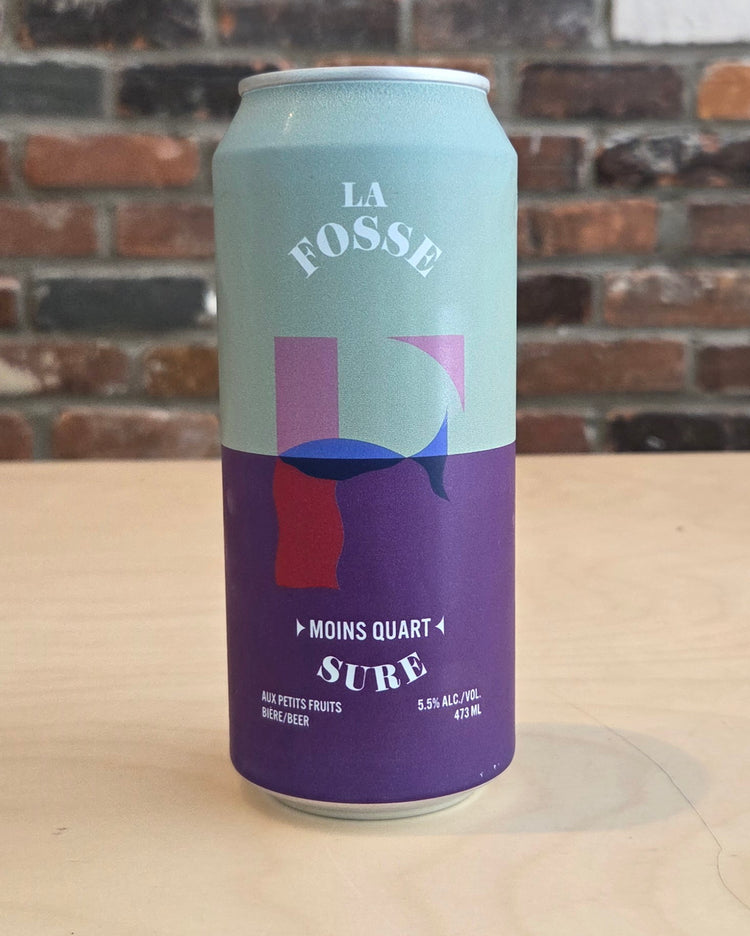 LA
FOSSE
MOINS QUART
SURE
AUX PETITS FRUITS
BIÈRE/BEER
5.5% ALC./VOL.
473 ML